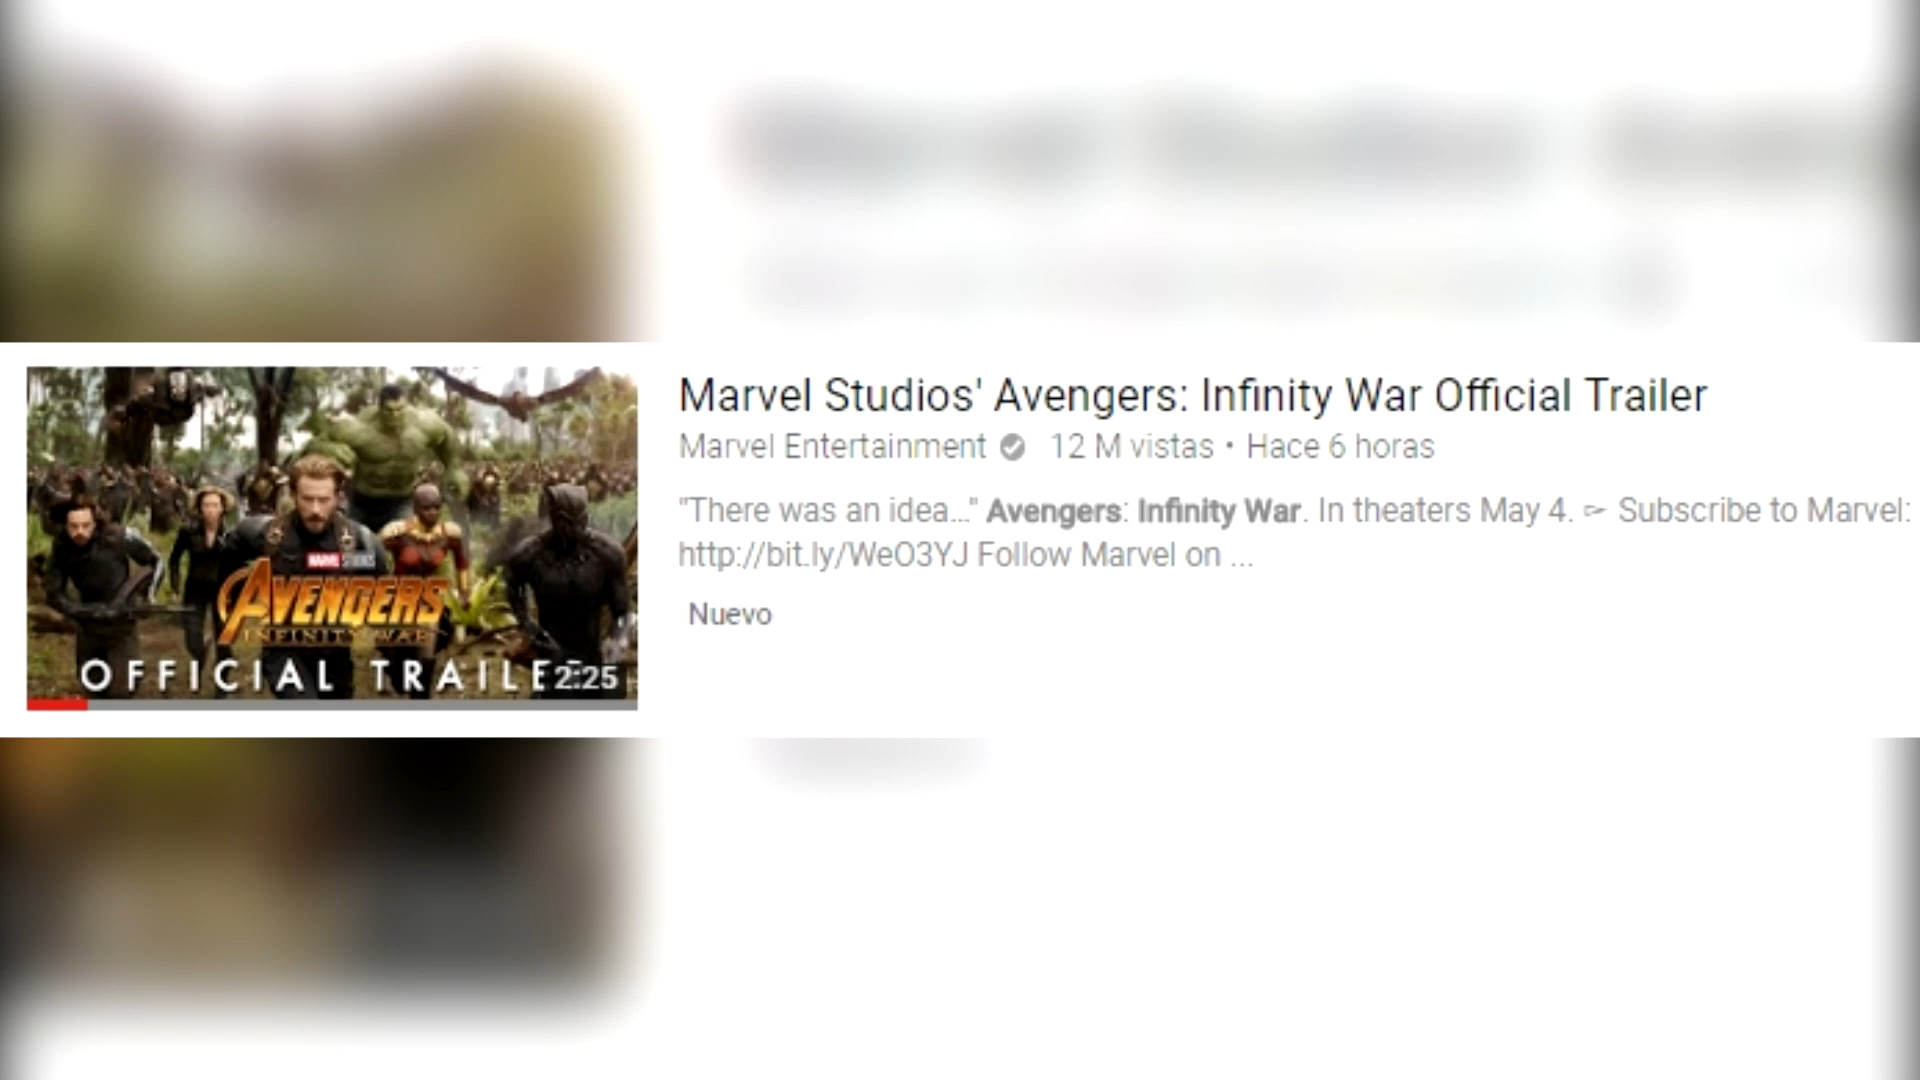 Marvel Studios' Avengers: Infinity War Official Trailer
Marvel Entertainment 12 M vistas • Hace 6 horas
"There was an idea..." Avengers: Infinity War. In theaters May 4. ➣ Subscribe to Marvel:
http://bit.ly/WeO3YJ Follow Marvel on ...
Nuevo
MARVEL STUDIOS
AVENGERS
INFINITY WAR
OFFICIAL TRAILE
2:25